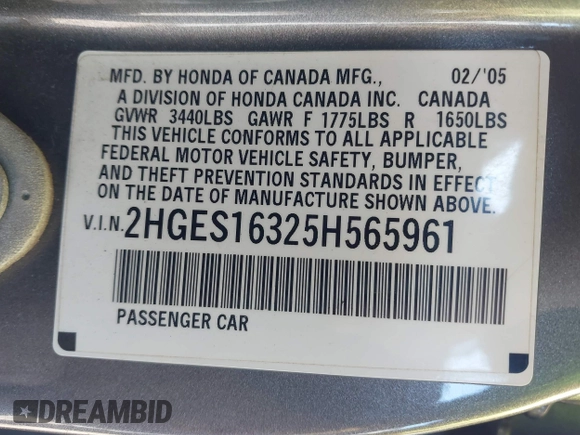 MFD. BY HONDA OF CANADA MFG., 02/'05
A DIVISION OF HONDA CANADA INC. CANADA
GVWR 3440LBS GAWR F 1775LBS R 1650LBS
THIS VEHICLE CONFORMS TO ALL APPLICABLE
FEDERAL MOTOR VEHICLE SAFETY, BUMPER,
AND THEFT PREVENTION STANDARDS IN EFFECT
ON THE DATE OF MANUFACTURE SHOWN ABOVE.
V.I.N. 2HGES16325H565961
PASSENGER CAR
DREAMBID